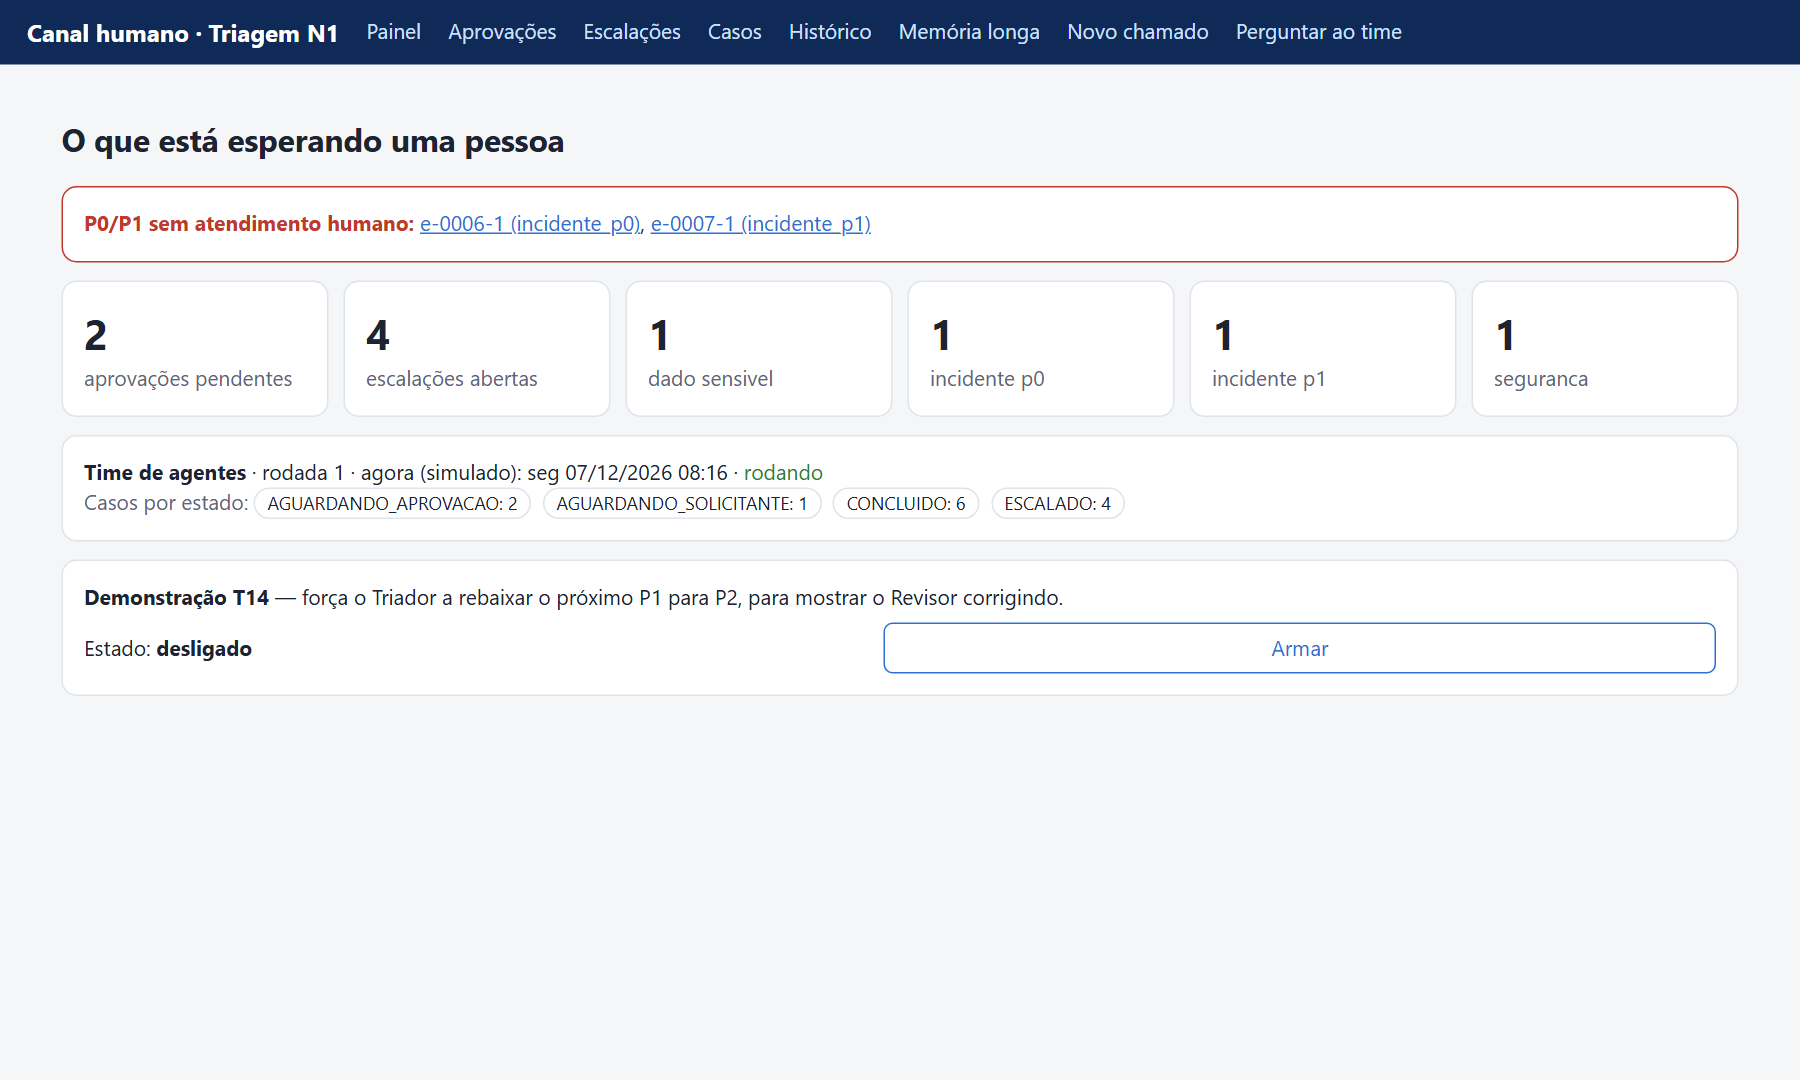 Canal humano · Triagem N1 Painel Aprovações Escalações Casos Histórico Memória longa Novo chamado Perguntar ao time
O que está esperando uma pessoa
P0/P1 sem atendimento humano: e-0006-1 (incidente_p0), e-0007-1 (incidente_p1)
2
aprovações pendentes
4
escalações abertas
1
dado sensivel
1
incidente p0
1
incidente p1
1
seguranca
Time de agentes · rodada 1 · agora (simulado): seg 07/12/2026 08:16 · rodando
Casos por estado: AGUARDANDO_APROVACAO: 2 AGUARDANDO_SOLICITANTE: 1 CONCLUIDO: 6 ESCALADO: 4
Demonstração T14 — força o Triador a rebaixar o próximo P1 para P2, para mostrar o Revisor corrigindo.
Estado: desligado
Armar